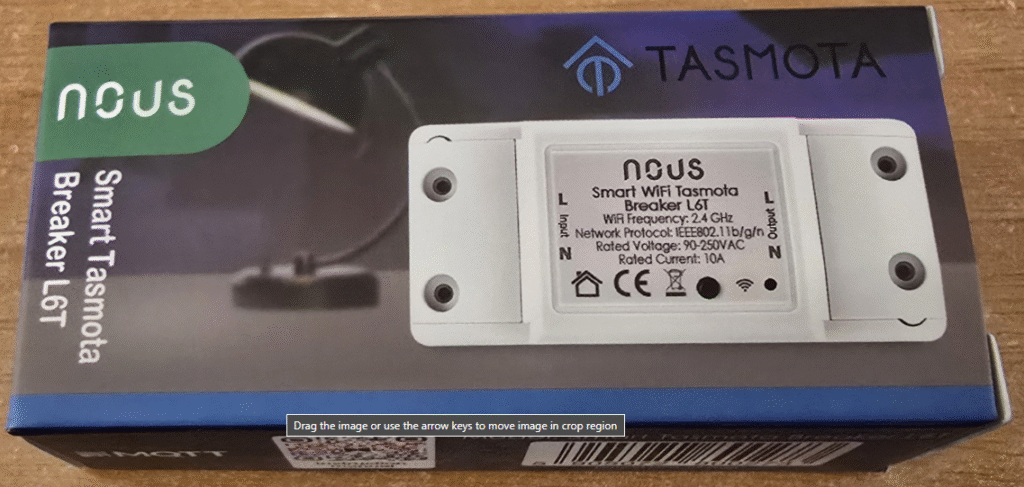 nous
TASMOTA
Smart Tasmota
Breaker L6T
nous
Smart WiFi Tasmota
Breaker L6T
WiFi Frequency: 2.4 GHz
Network Protocol: IEEE802.11b/g/n
Rated Voltage: 90-250VAC
Rated Current: 10A
L
Input
N
L
Output
N
CE
Drag the image or use the arrow keys to move image in crop region
MQTT
Breaker L6T